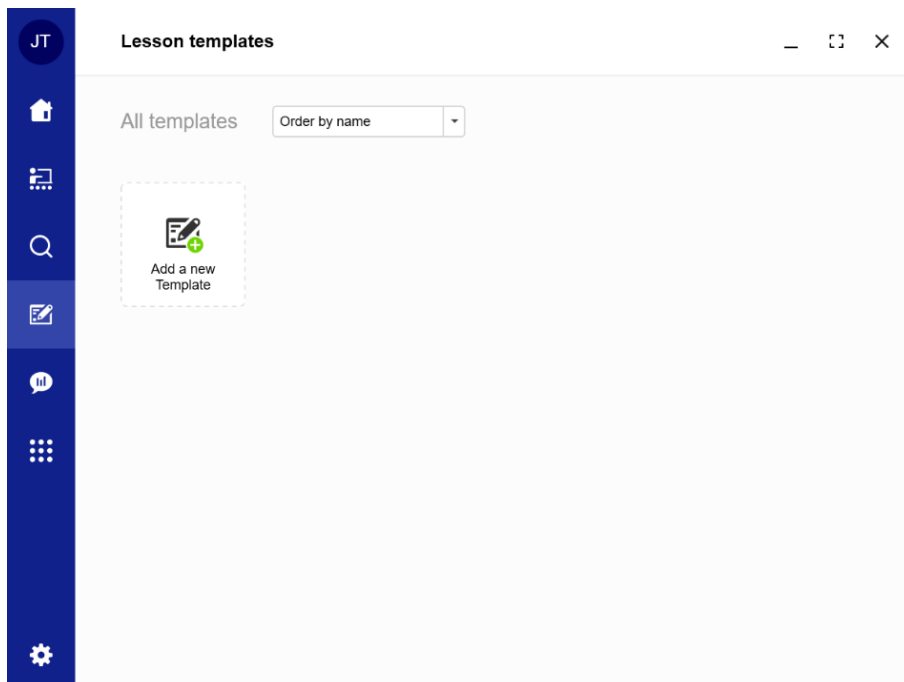 JT
Lesson templates
All templates
Order by name
Add a new
Template